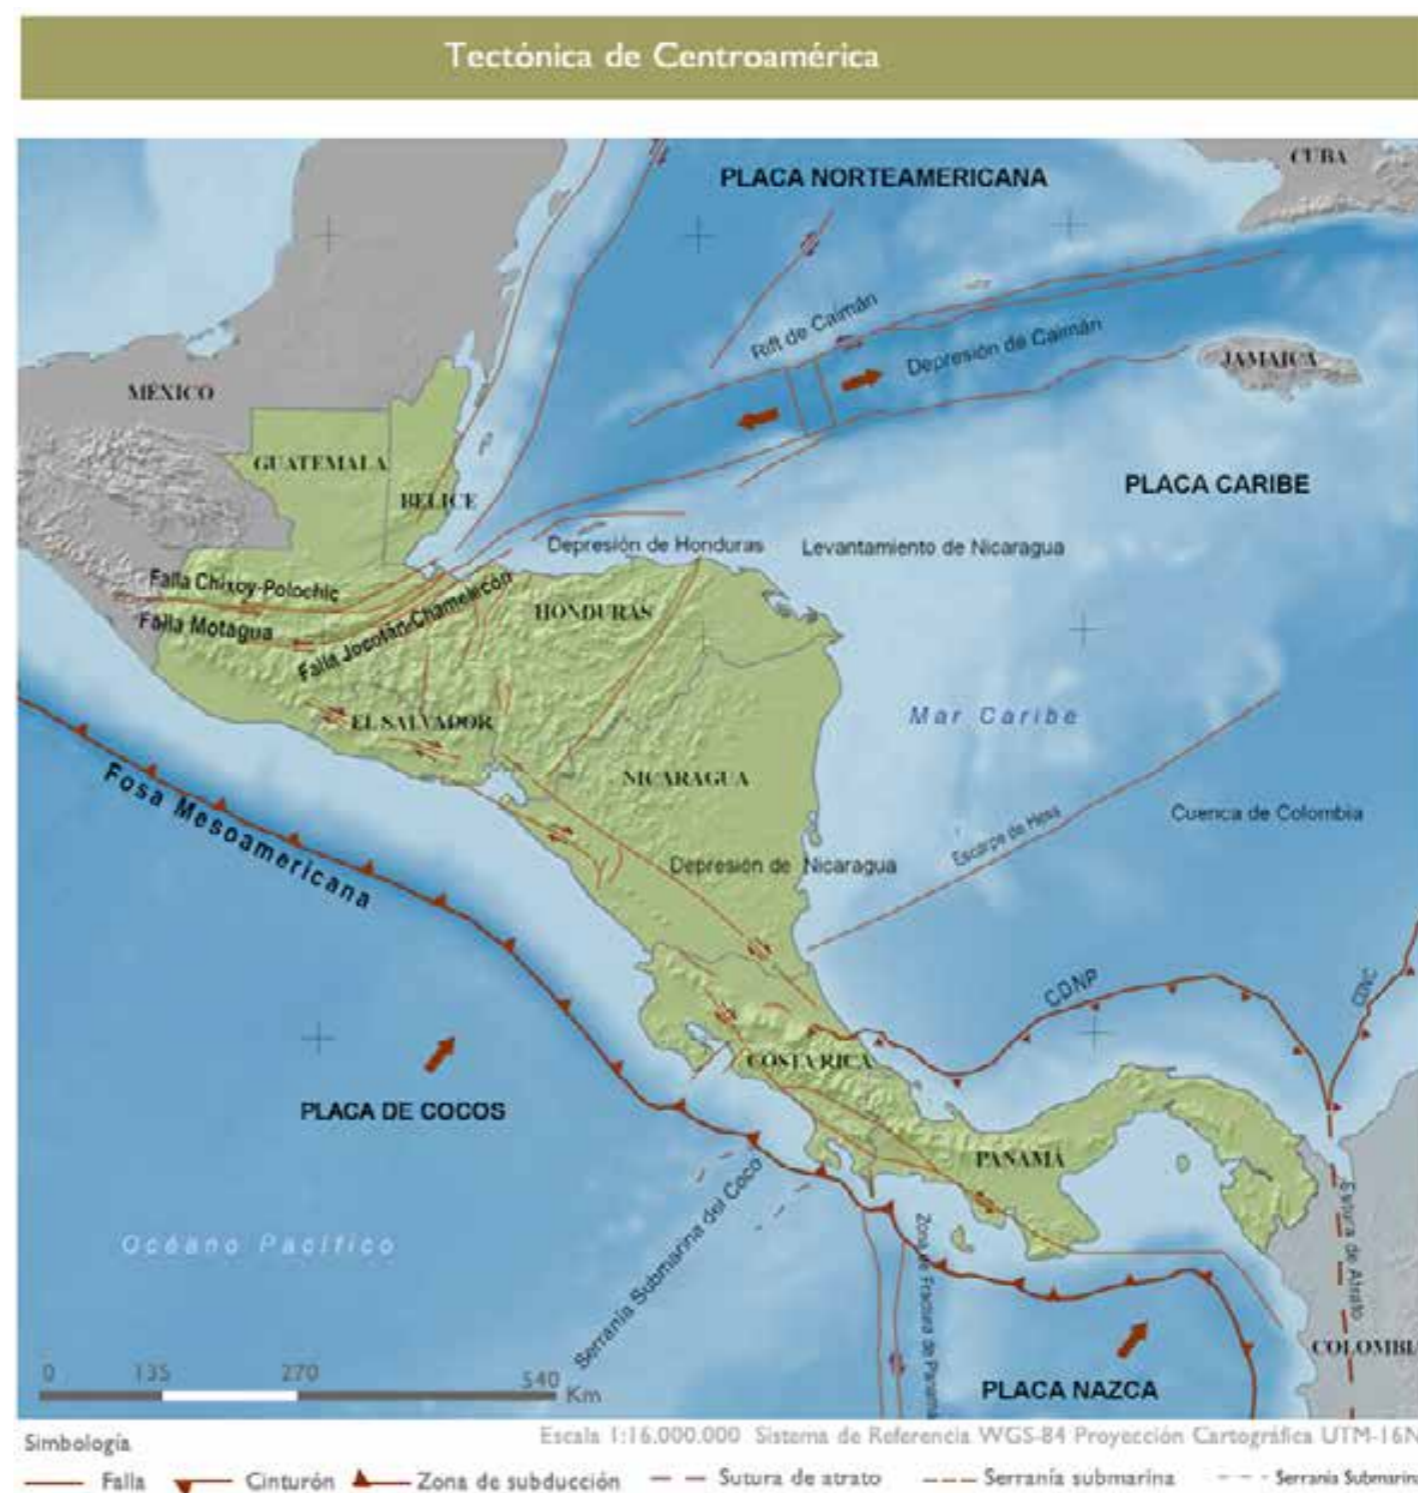 Tectónica de Centroamérica
CUBA
PLACA NORTEAMERICANA
Rift de Caimán
Depresión de Caimán
JAMAICA
MÉXICO
GUATEMALA
BELICE
PLACA CARIBE
Depresión de Honduras
Levantamiento de Nicaragua
Falla Chixoy-Polochic
Falla Motagua
Falla Jocotán-Chamelecón
HONDURAS
EL SALVADOR
Mar Caribe
NICARAGUA
Fosa Mesoamericana
Escarpe de Hess
Cuenca de Colombia
Depresión de Nicaragua
CDNP
COSTA RICA
PLACA DE COCOS
PANAMÁ
Serranía Submarina del Coco
Océano Pacífico
Zona de Fractura de Panamá
Sutura de Atrato
COLOMBIA
PLACA NAZCA
0 135 270 540 Km
Simbología
Escala 1:16.000.000 Sistema de Referencia WGS-84 Proyección Cartográfica UTM-16N
Falla Cinturón Zona de subducción Sutura de atrato Serranía submarina Serranía Submarina